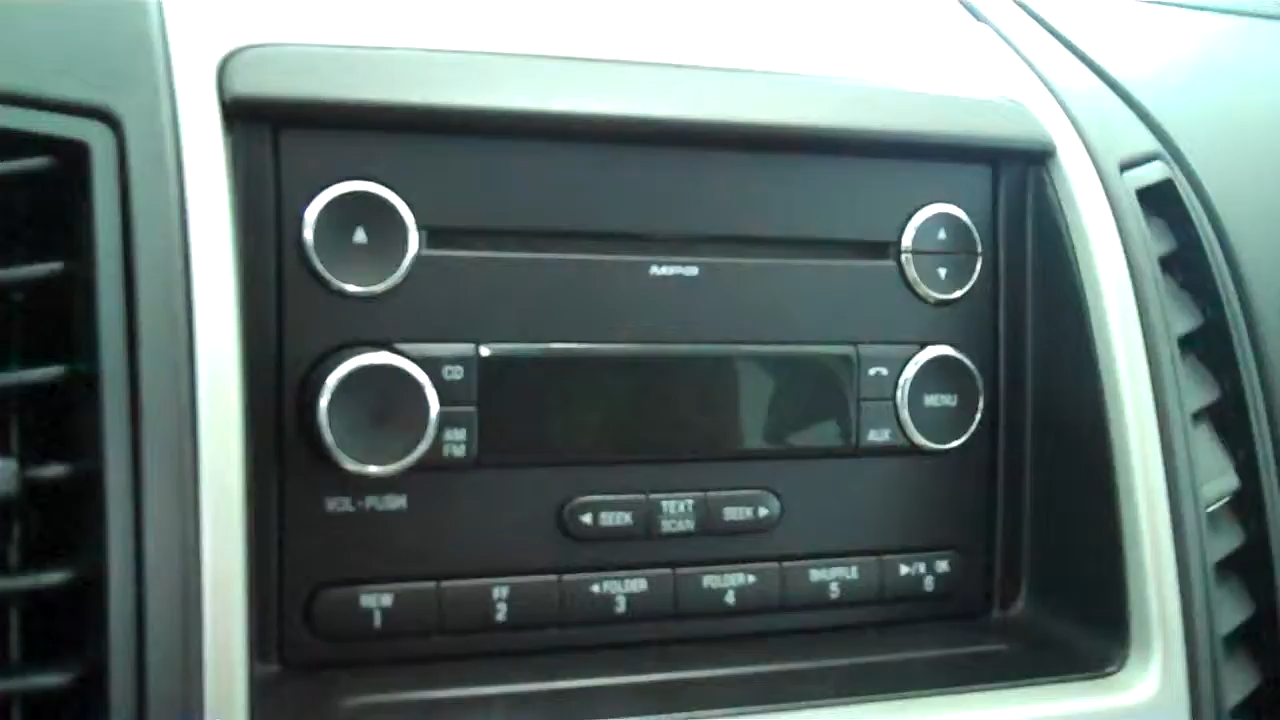 MP3
CD
MENU
AM
FM
AUX
VOL - PUSH
◀ SEEK
TEXT
SCAN
SEEK ▶
REW
1
FF
2
◀ FOLDER
3
FOLDER ▶
4
SHUFFLE
5
6